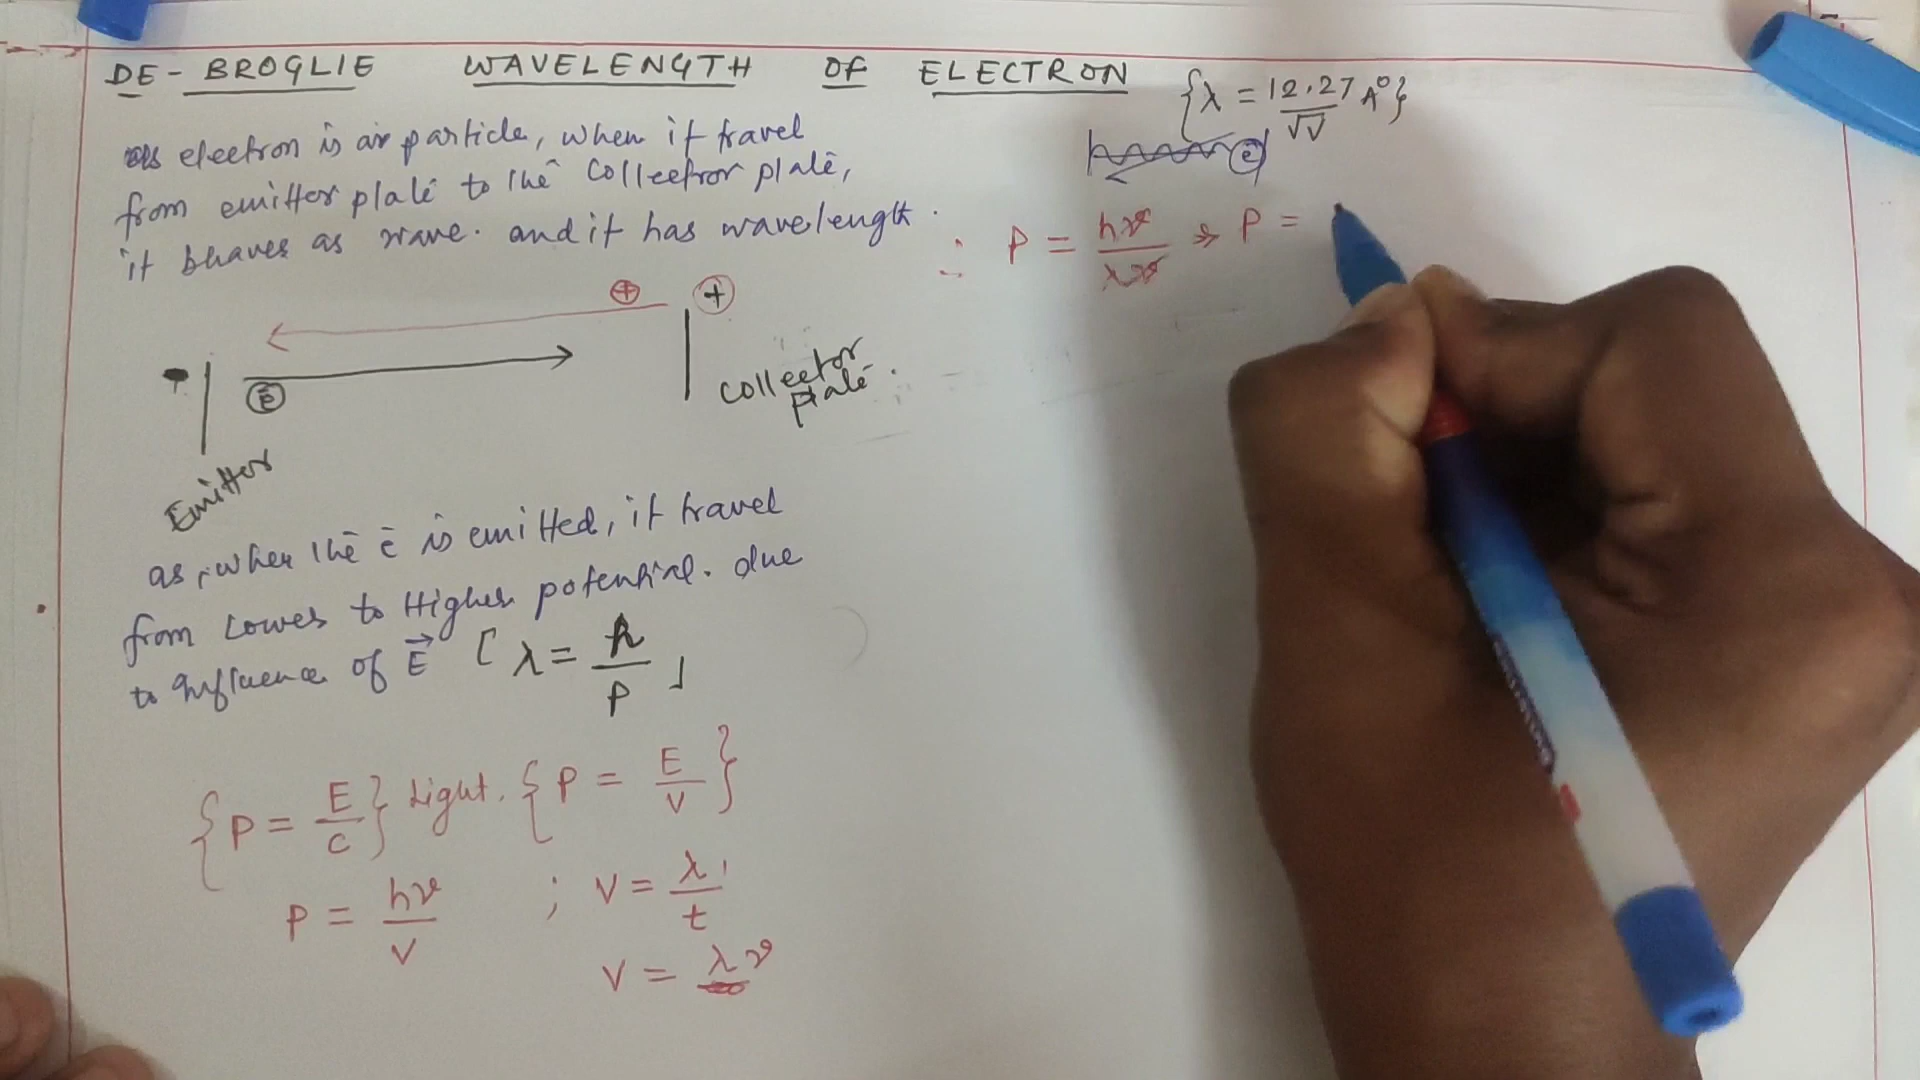 DE-BROGLIE WAVELENGTH OF ELECTRON
{λ = 12.27/√V A°}
as electron is a particle, when it travel
from emitter plate to the collector plate,
it bhaves as wave. and it has wavelength.
ē
∴ P = hν/λν ⇒ P =
⊕ +
ē
Collector plate.
Emitter
as, when the ē is emitted, it travel
from Lower to Higher potential. due
to influence of E⃗ [λ = h/P]
{P = E/C} Light. {P = E/V}
P = hν/V ; V = λ/t
V = λν